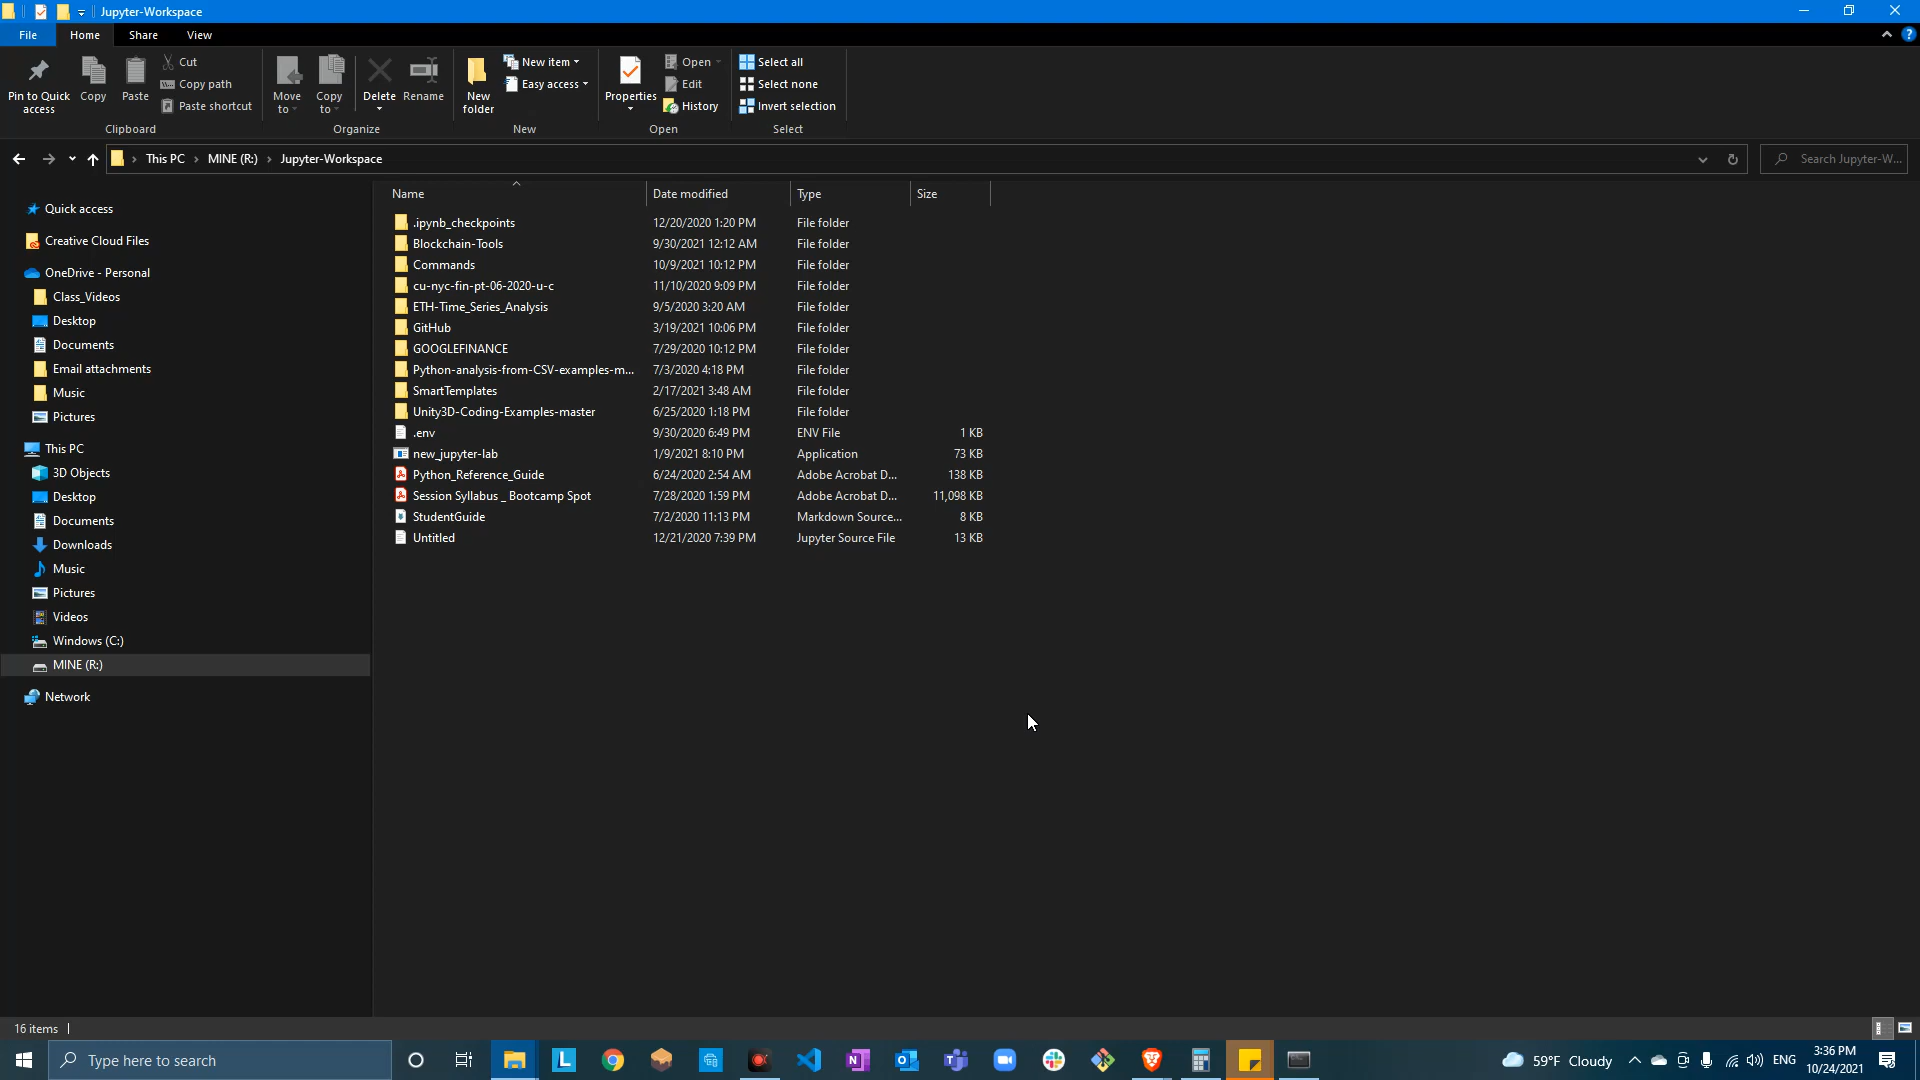 Jupyter-Workspace
File
Home
Share
View
Pin to Quick access
Copy
Paste
Cut
Copy path
Paste shortcut
Clipboard
Move to
Copy to
Delete
Rename
Organize
New folder
New item
Easy access
New
Properties
Open
Edit
History
Open
Select all
Select none
Invert selection
Select
This PC
MINE (R:)
Jupyter-Workspace
Search Jupyter-W...
Quick access
Creative Cloud Files
OneDrive - Personal
Class_Videos
Desktop
Documents
Email attachments
Music
Pictures
This PC
3D Objects
Desktop
Documents
Downloads
Music
Pictures
Videos
Windows (C:)
MINE (R:)
Network
Name Date modified Type Size
.ipynb_checkpoints 12/20/2020 1:20 PM File folder
Blockchain-Tools 9/30/2021 12:12 AM File folder
Commands 10/9/2021 10:12 PM File folder
cu-nyc-fin-pt-06-2020-u-c 11/10/2020 9:09 PM File folder
ETH-Time_Series_Analysis 9/5/2020 3:20 AM File folder
GitHub 3/19/2021 10:06 PM File folder
GOOGLEFINANCE 7/29/2020 10:12 PM File folder
Python-analysis-from-CSV-examples-m... 7/3/2020 4:18 PM File folder
SmartTemplates 2/17/2021 3:48 AM File folder
Unity3D-Coding-Examples-master 6/25/2020 1:18 PM File folder
.env 9/30/2020 6:49 PM ENV File 1 KB
new_jupyter-lab 1/9/2021 8:10 PM Application 73 KB
Python_Reference_Guide 6/24/2020 2:54 AM Adobe Acrobat D... 138 KB
Session Syllabus _ Bootcamp Spot 7/28/2020 1:59 PM Adobe Acrobat D... 11,098 KB
StudentGuide 7/2/2020 11:13 PM Markdown Source... 8 KB
Untitled 12/21/2020 7:39 PM Jupyter Source File 13 KB
16 items
Type here to search
59°F Cloudy
ENG
3:36 PM
10/24/2021